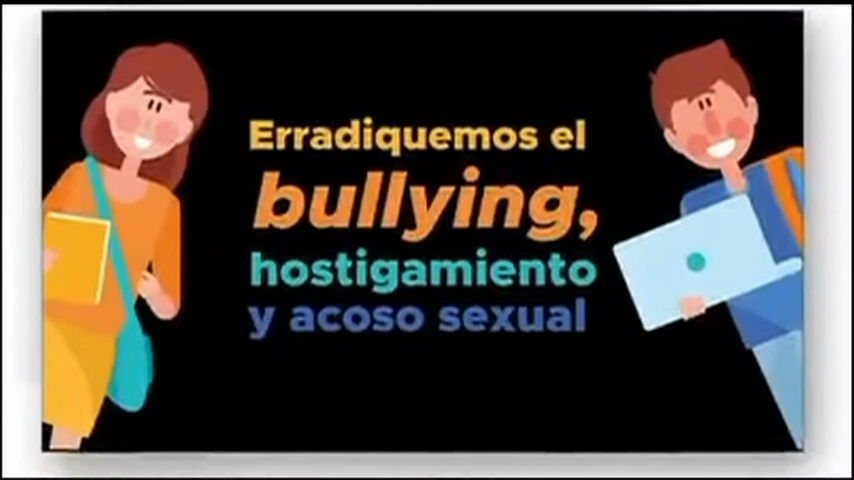 Erradiquemos el
bullying,
hostigamiento
y acoso sexual